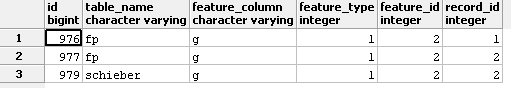 id table_name feature_column feature_type feature_id record_id
bigint character varying character varying integer integer integer
1 976 fp g 1 2 1
2 977 fp g 1 2 2
3 979 schieber g 1 2 2